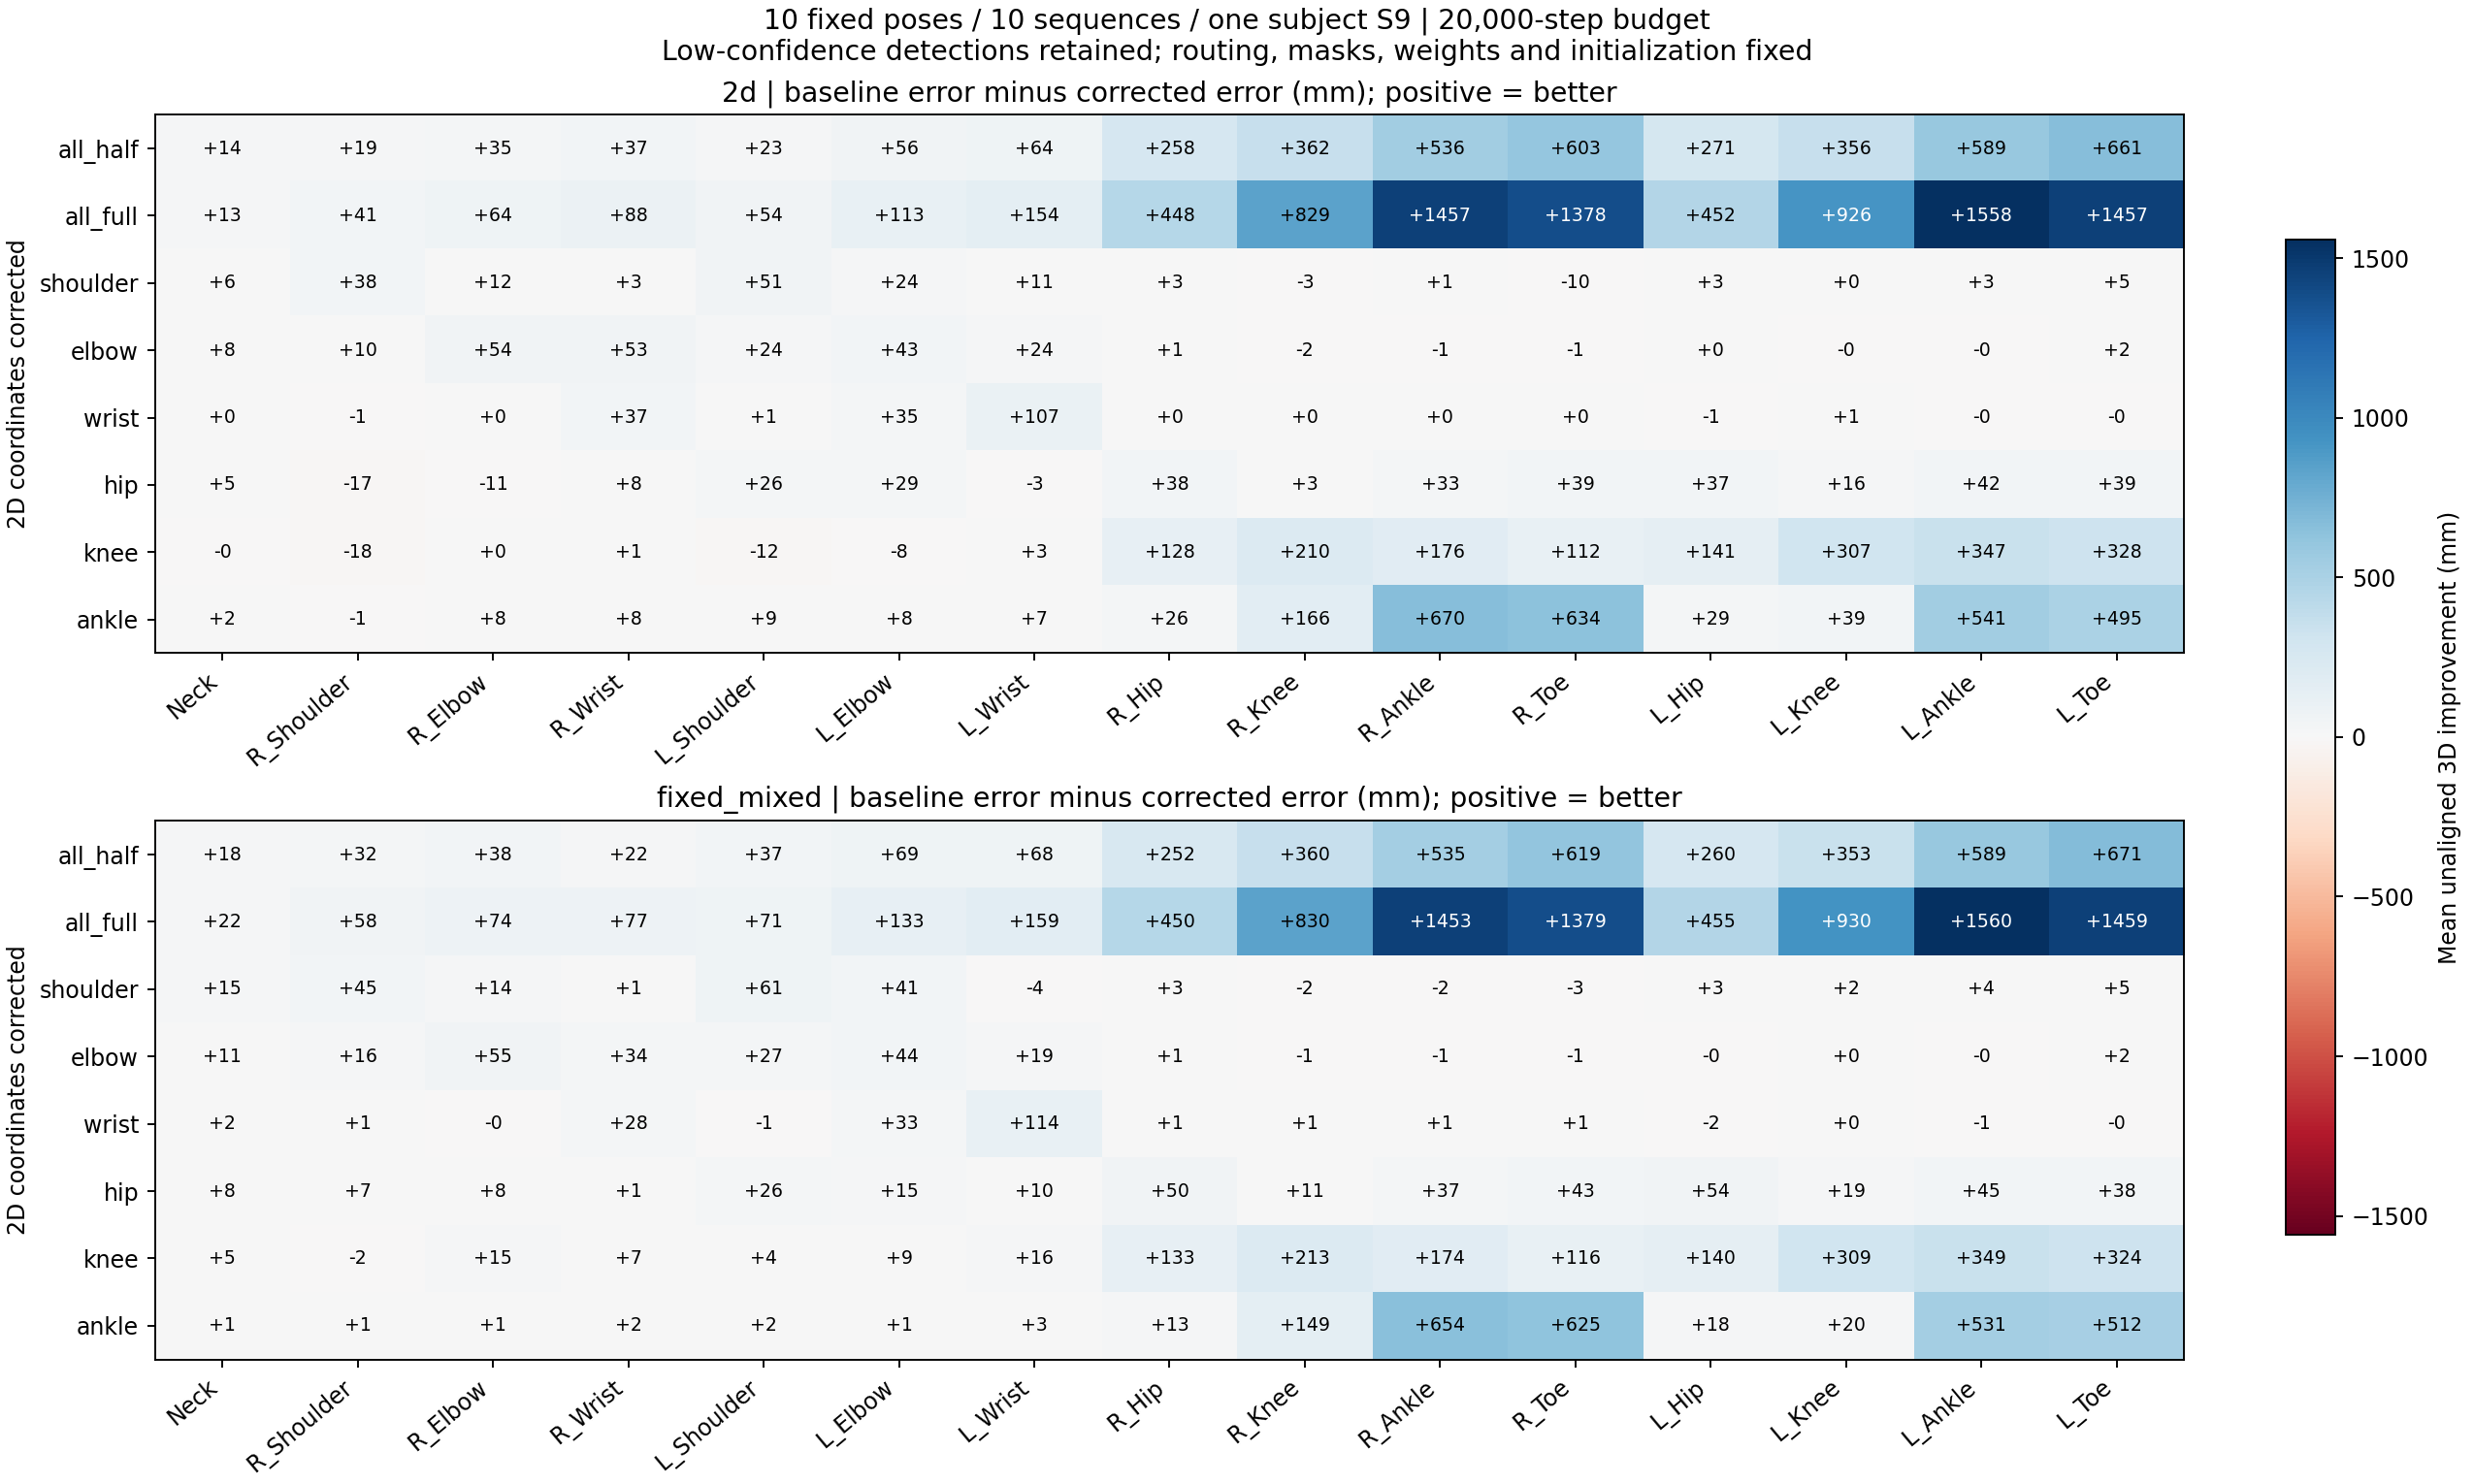 10 fixed poses / 10 sequences / one subject S9 | 20,000-step budget
Low-confidence detections retained; routing, masks, weights and initialization fixed
2d | baseline error minus corrected error (mm); positive = better
2D coordinates corrected
all_half +14 +19 +35 +37 +23 +56 +64 +258 +362 +536 +603 +271 +356 +589 +661
all_full +13 +41 +64 +88 +54 +113 +154 +448 +829 +1457 +1378 +452 +926 +1558 +1457
shoulder +6 +38 +12 +3 +51 +24 +11 +3 -3 +1 -10 +3 +0 +3 +5
elbow +8 +10 +54 +53 +24 +43 +24 +1 -2 -1 -1 +0 -0 -0 +2
wrist +0 -1 +0 +37 +1 +35 +107 +0 +0 +0 +0 -1 +1 -0 -0
hip +5 -17 -11 +8 +26 +29 -3 +38 +3 +33 +39 +37 +16 +42 +39
knee -0 -18 +0 +1 -12 -8 +3 +128 +210 +176 +112 +141 +307 +347 +328
ankle +2 -1 +8 +8 +9 +8 +7 +26 +166 +670 +634 +29 +39 +541 +495
Neck R_Shoulder R_Elbow R_Wrist L_Shoulder L_Elbow L_Wrist R_Hip R_Knee R_Ankle R_Toe L_Hip L_Knee L_Ankle L_Toe
fixed_mixed | baseline error minus corrected error (mm); positive = better
2D coordinates corrected
all_half +18 +32 +38 +22 +37 +69 +68 +252 +360 +535 +619 +260 +353 +589 +671
all_full +22 +58 +74 +77 +71 +133 +159 +450 +830 +1453 +1379 +455 +930 +1560 +1459
shoulder +15 +45 +14 +1 +61 +41 -4 +3 -2 -2 -3 +3 +2 +4 +5
elbow +11 +16 +55 +34 +27 +44 +19 +1 -1 -1 -1 -0 +0 -0 +2
wrist +2 +1 -0 +28 -1 +33 +114 +1 +1 +1 +1 -2 +0 -1 -0
hip +8 +7 +8 +1 +26 +15 +10 +50 +11 +37 +43 +54 +19 +45 +38
knee +5 -2 +15 +7 +4 +9 +16 +133 +213 +174 +116 +140 +309 +349 +324
ankle +1 +1 +1 +2 +2 +1 +3 +13 +149 +654 +625 +18 +20 +531 +512
Neck R_Shoulder R_Elbow R_Wrist L_Shoulder L_Elbow L_Wrist R_Hip R_Knee R_Ankle R_Toe L_Hip L_Knee L_Ankle L_Toe
1500
1000
500
0
−500
−1000
−1500
Mean unaligned 3D improvement (mm)